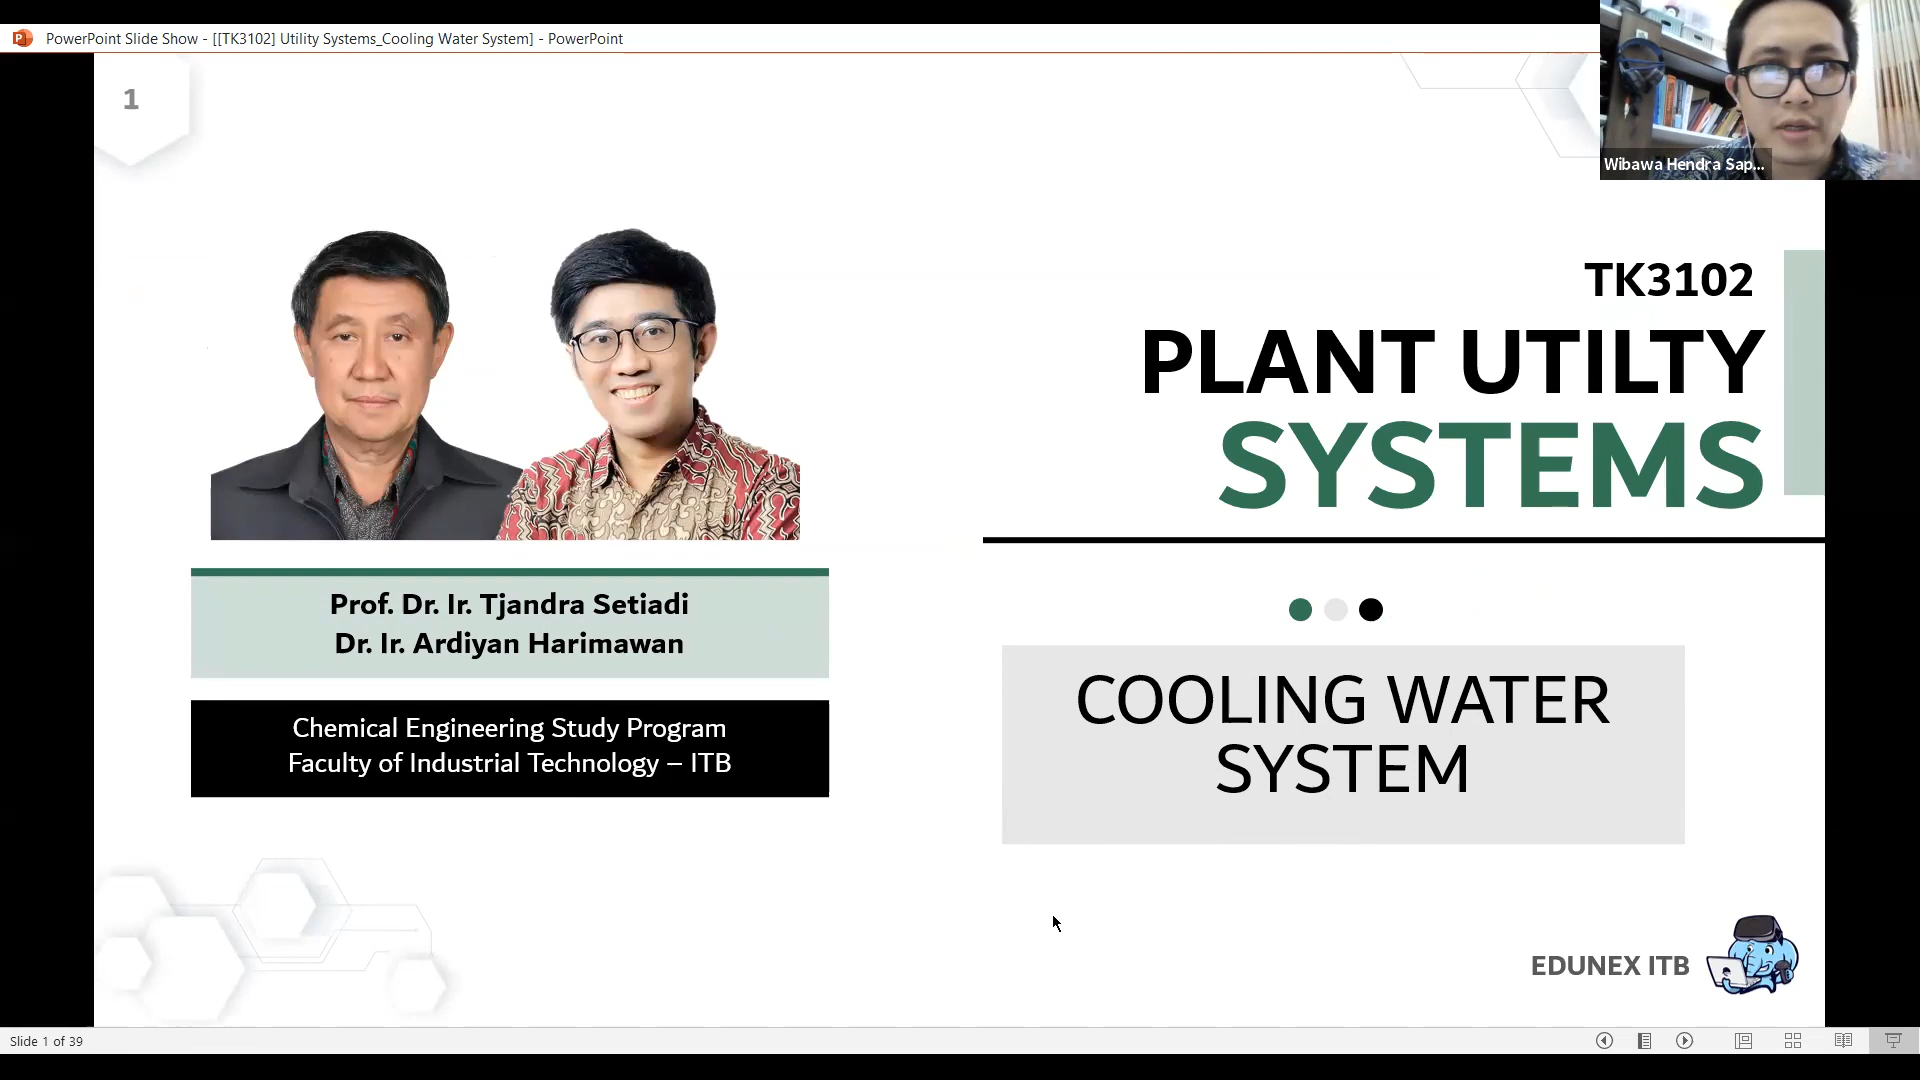 PowerPoint Slide Show - [[TK3102] Utility Systems_Cooling Water System] - PowerPoint
Wibawa Hendra Sap...
1
TK3102
PLANT UTILTY
SYSTEMS
Prof. Dr. Ir. Tjandra Setiadi
Dr. Ir. Ardiyan Harimawan
Chemical Engineering Study Program
Faculty of Industrial Technology – ITB
COOLING WATER
SYSTEM
EDUNEX ITB
Slide 1 of 39